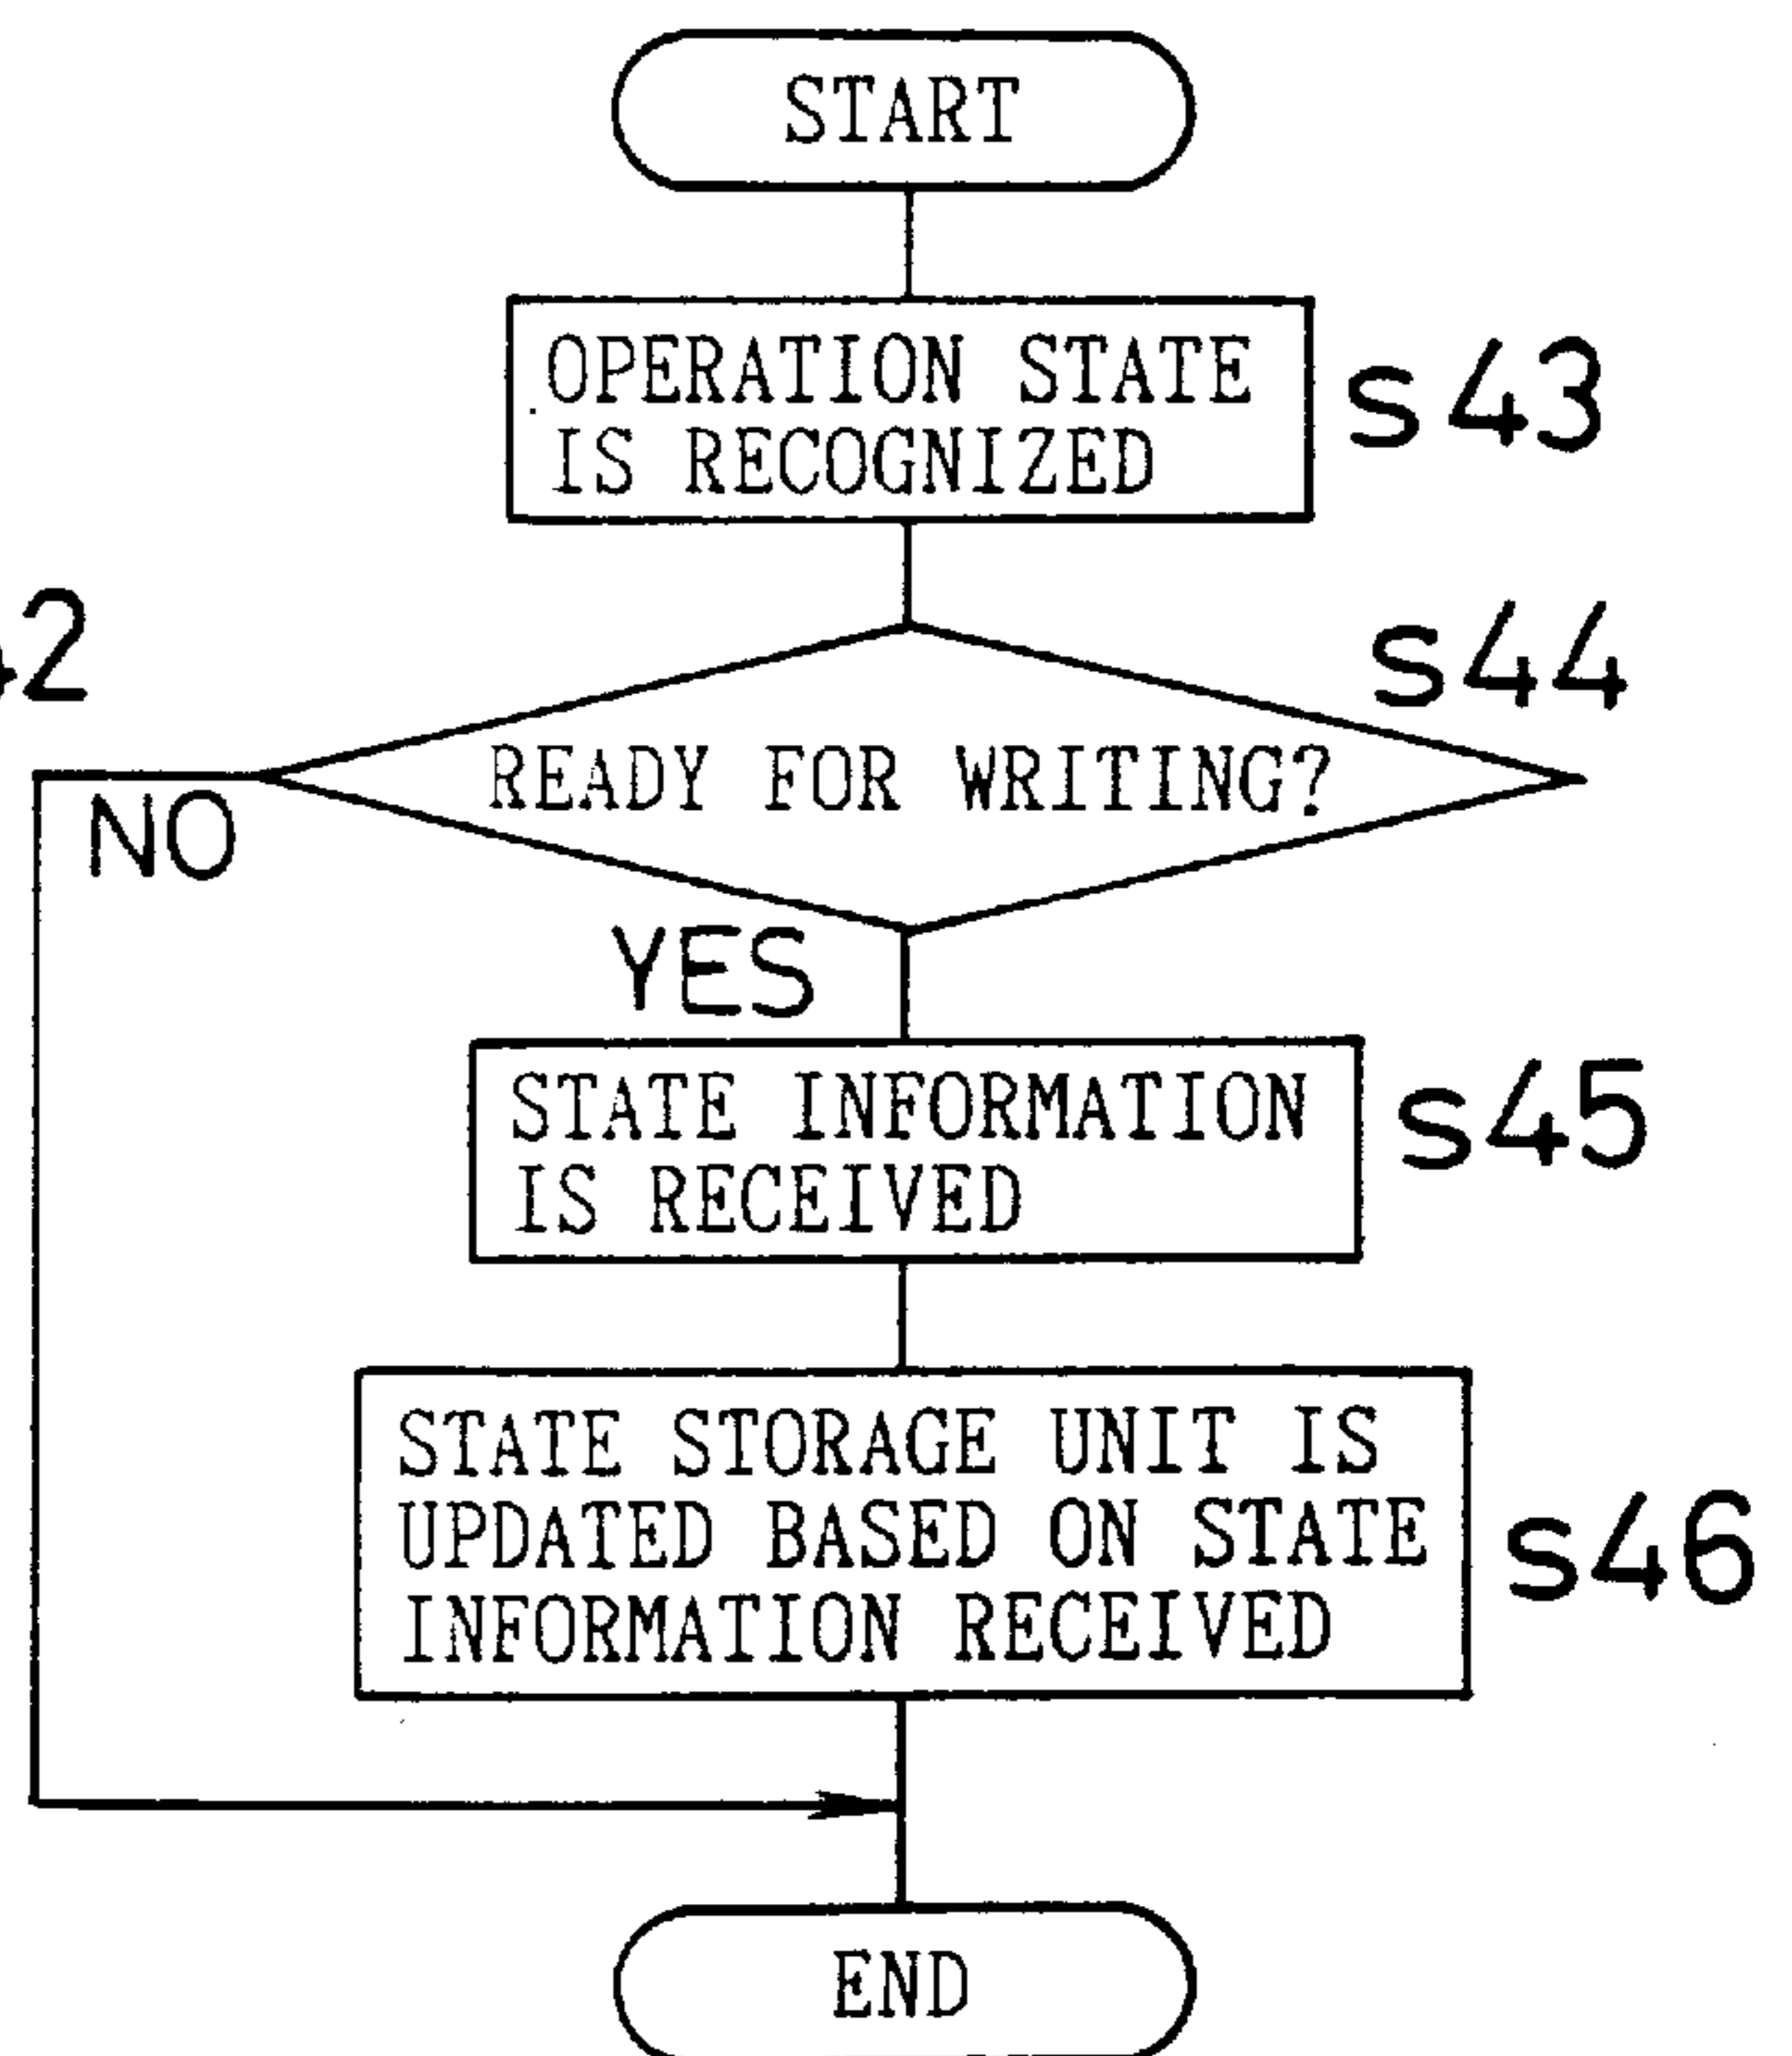 START
OPERATION STATE
IS RECOGNIZED
s43
s44
READY FOR WRITING?
NO
YES
STATE INFORMATION
IS RECEIVED
s45
STATE STORAGE UNIT IS
UPDATED BASED ON STATE
INFORMATION RECEIVED
s46
END